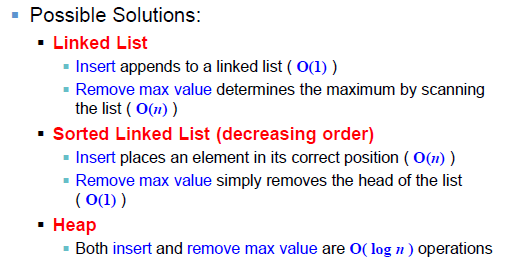 Possible Solutions:
Linked List
Insert appends to a linked list ( O(1) )
Remove max value determines the maximum by scanning
the list ( O(n) )
Sorted Linked List (decreasing order)
Insert places an element in its correct position ( O(n) )
Remove max value simply removes the head of the list
( O(1) )
Heap
Both insert and remove max value are O( log n ) operations